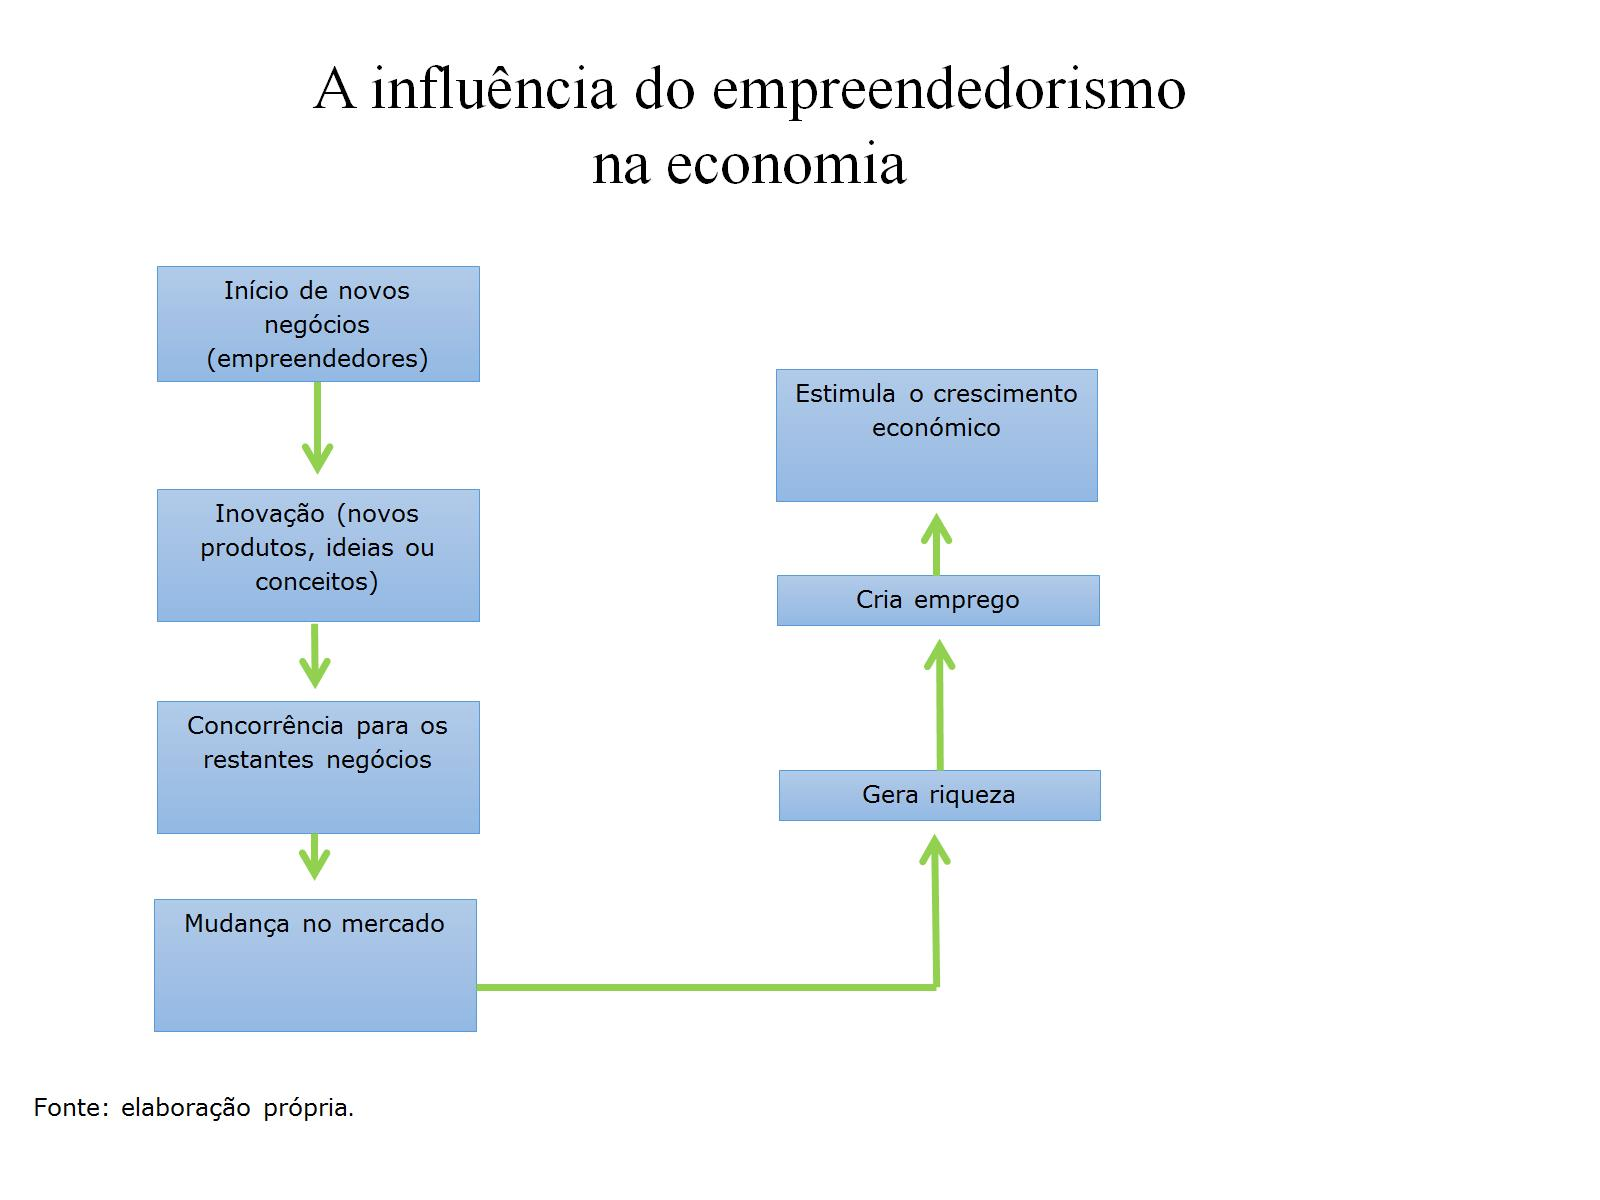 A influência do empreendedorismo
na economia
Início de novos
negócios
(empreendedores)
Inovação (novos
produtos, ideias ou
conceitos)
Concorrência para os
restantes negócios
Mudança no mercado
Gera riqueza
Cria emprego
Estimula o crescimento
económico
Fonte: elaboração própria.